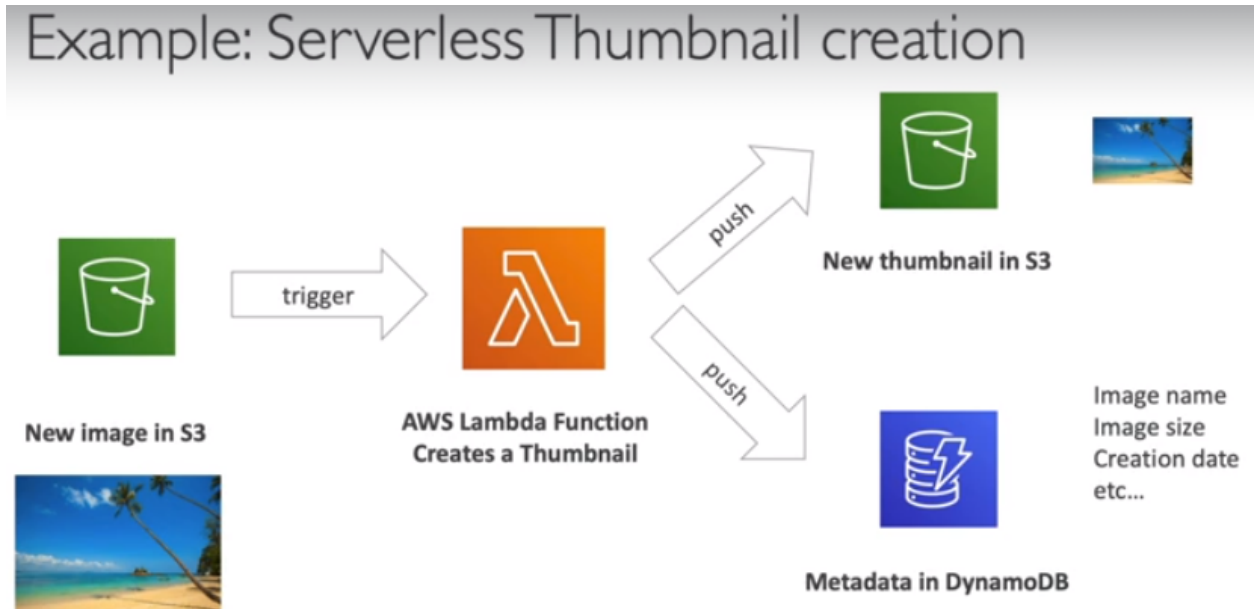 Example: Serverless Thumbnail creation
trigger
push
push
New image in S3
AWS Lambda Function
Creates a Thumbnail
New thumbnail in S3
Image name
Image size
Creation date
etc...
Metadata in DynamoDB